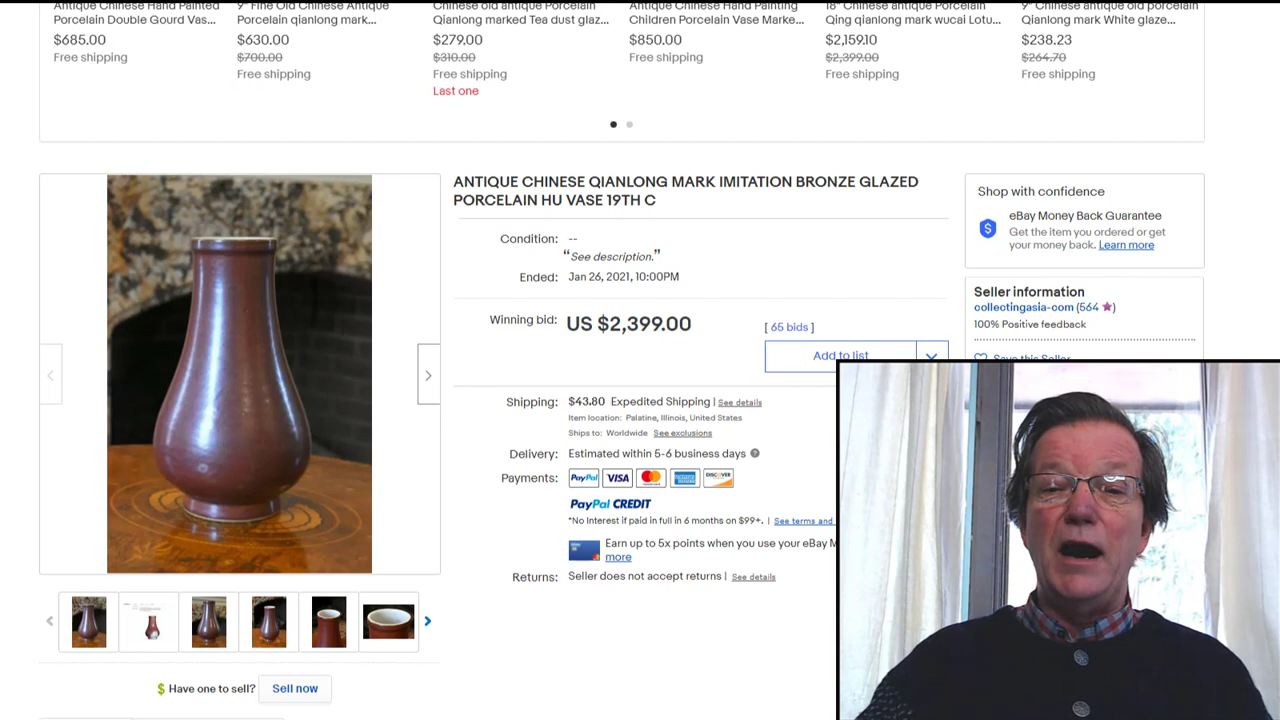 Antique Chinese Hand Painted
Porcelain Double Gourd Vas...
$685.00
Free shipping
9" Fine Old Chinese Antique
Porcelain qianlong mark...
$630.00
$700.00
Free shipping
Chinese old antique Porcelain
Qianlong marked Tea dust glaz...
$279.00
$310.00
Free shipping
Last one
Antique Chinese Hand Painting
Children Porcelain Vase Marke...
$850.00
Free shipping
18" Chinese antique Porcelain
Qing qianlong mark wucai Lotu...
$2,159.10
$2,399.00
Free shipping
9" Chinese antique old porcelain
Qianlong mark White glaze...
$238.23
$264.70
Free shipping
ANTIQUE CHINESE QIANLONG MARK IMITATION BRONZE GLAZED
PORCELAIN HU VASE 19TH C
Condition: --
“See description.”
Ended: Jan 26, 2021, 10:00PM
Winning bid: US $2,399.00
[ 65 bids ]
Add to list
Shipping: $43.80 Expedited Shipping | See details
Item location: Palatine, Illinois, United States
Ships to: Worldwide See exclusions
Delivery: Estimated within 5-6 business days ?
Payments: PayPal VISA MasterCard AMERICAN EXPRESS DISCOVER
PayPal CREDIT
*No Interest if paid in full in 6 months on $99+. | See terms and
Earn up to 5x points when you use your eBay M
more
Returns: Seller does not accept returns | See details
Shop with confidence
eBay Money Back Guarantee
Get the item you ordered or get
your money back. Learn more
Seller information
collectingasia-com (564 ★)
100% Positive feedback
Save this Seller
$ Have one to sell? Sell now